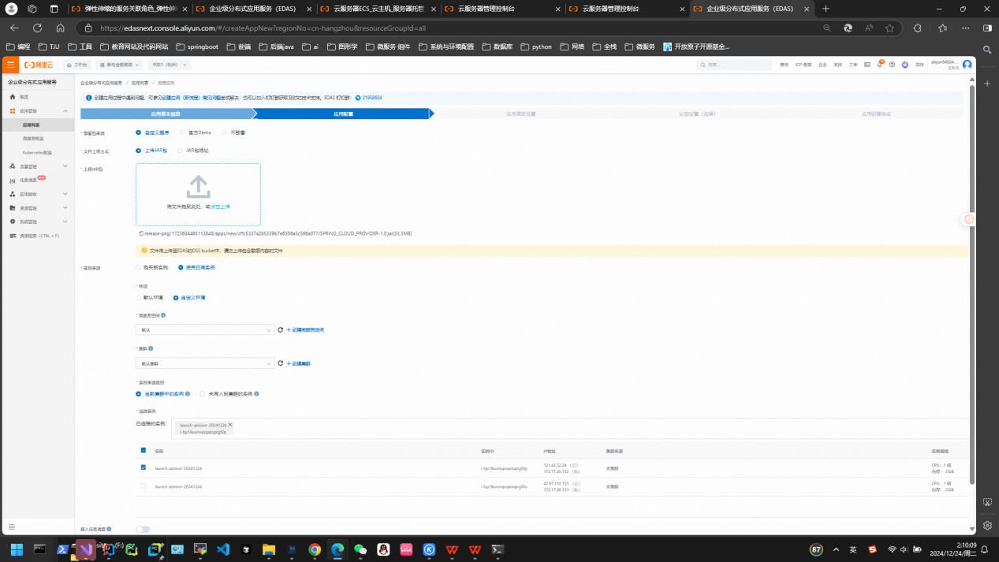 弹性伸缩的服务关联角色_弹性伸
企业级分布式应用服务（EDAS）
云服务器ECS_云主机_服务器托管
云服务器管理控制台
云服务器管理控制台
企业级分布式应用服务（EDAS）
https://edasnext.console.aliyun.com/#/createAppNew?regionNo=cn-hangzhou&resourceGroupId=all
编程 TJU 工具 教育网站及代码网站 springboot 前端 后端java ai 图形学 微服务 组件 系统与环境配置 数据库 python 网络 全栈 微服务 开放原子开源基金...
阿里云 工作台 账号全部资源 华东1（杭州） 搜索... 费用 ICP 备案 企业 支持 工单 简体 aliyun84624...
主账号
企业级分布式应用服务
概览
应用管理
应用列表
微服务配置
Kubernetes配置
流量管理
任务调度
应用验收
资源管理
系统管理
资源搜索（CTRL + F）
企业级分布式应用服务 / 应用列表 / 创建应用
创建应用过程中遇到问题，可参见创建应用（新流程）常见问题尝试解决，也可以加入钉钉群获取及时的技术支持。EDAS 钉钉群： 21958624
应用基本信息 应用配置 应用高级设置 分组设置（选择） 应用创建完成
* 部署包来源 自定义程序 官方Demo 不部署
* 文件上传方式 上传JAR包 JAR包地址
* 上传JAR包
将文件拖到此处，或点击上传
release-pkg/1723604465112848/apps/new/cffc5337a285339b7e6306a3c566a077/SPRING_CLOUD_PROVIDER-1.0.jar[33.3MB]
文件将上传至EDAS的OSS bucket中，请勿上传包含敏感内容的文件
* 实例来源 购买新实例 使用已有实例
* 环境
默认环境 自定义环境
* 微服务空间
默认 + 创建微服务空间
* 集群
默认集群 + 创建集群
* 实例来源类型
当前集群中的实例 未导入到集群的实例
* 选择实例
已选择的实例： launch-advisor-20241224
名称 实例ID IP地址 集群来源 实例规格
launch-advisor-20241224 121.43.52.24 （公） 本集群 CPU： 1 核
172.17.26.152 （私） 内存： 2GB
launch-advisor-20241224 47.97.110.155 （公） 本集群 CPU： 1 核
172.17.26.153 （私） 内存： 2GB
接入任务调度
(F:)
87
英
2:10:09
2024/12/24/周二